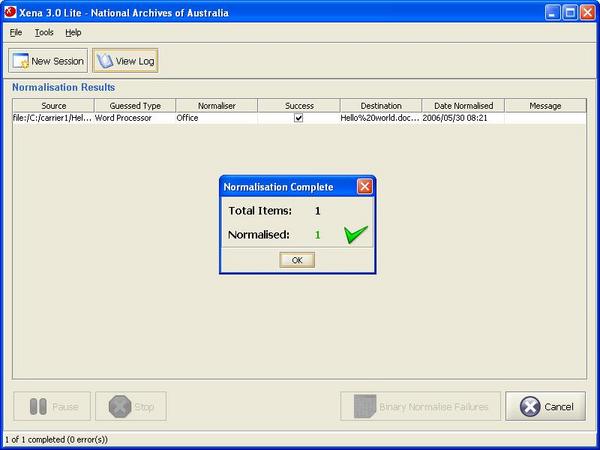 Xena 3.0 Lite - National Archives of Australia
File Tools Help
New Session View Log
Normalisation Results
Source Guessed Type Normaliser Success Destination Date Normalised Message
file:/C:/carrier1/Hel... Word Processor Office Hello%20world.doc... 2006/05/30 08:21
Normalisation Complete
Total Items: 1
Normalised: 1
OK
Pause Stop Binary Normalise Failures Cancel
1 of 1 completed (0 error(s))